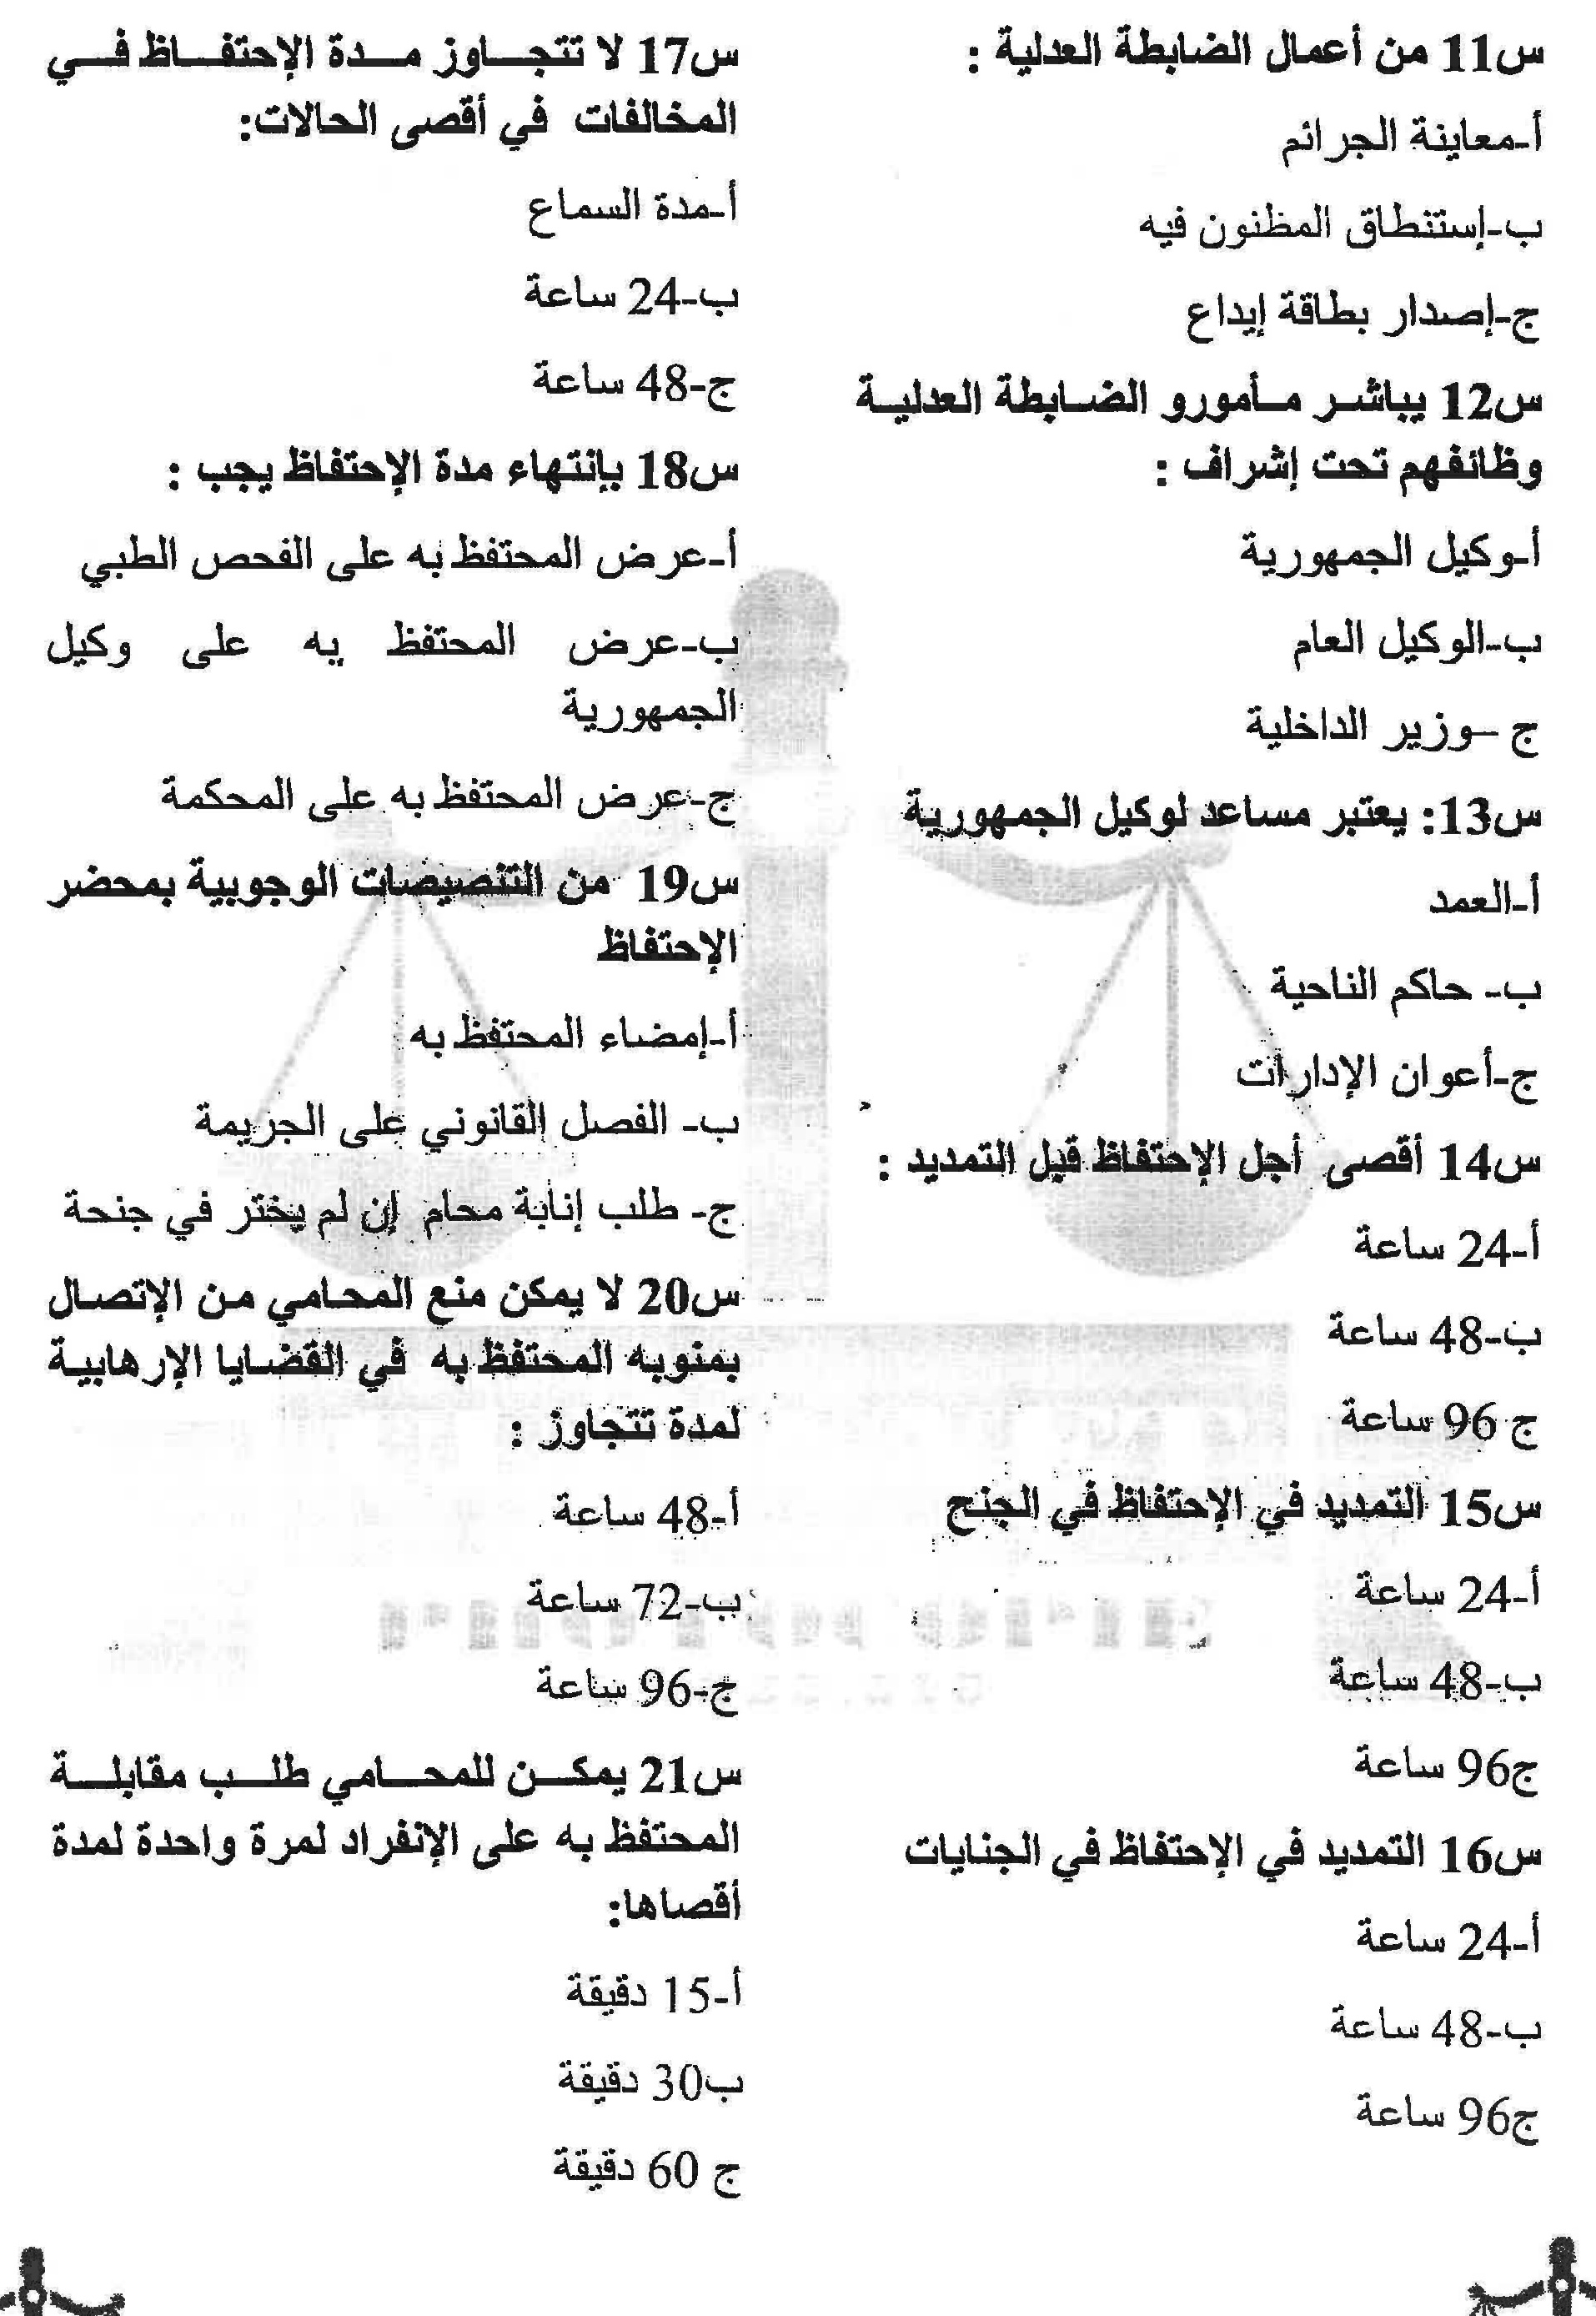 س11 من أعمال الضابطة العدلية :
أ-معاينة الجرائم
ب-إستنطاق المظنون فيه
ج-إصدار بطاقة إيداع
س12 يباشر مأمورو الضابطة العدلية
وظائفهم تحت إشراف :
أ-وكيل الجمهورية
ب-الوكيل العام
ج –وزير الداخلية
س13: يعتبر مساعد لوكيل الجمهورية
أ-العمد
ب- حاكم الناحية
ج-أعوان الإدارات
س14 أقصى أجل الإحتفاظ قبل التمديد :
أ-24 ساعة
ب-48 ساعة
ج 96 ساعة
س15 التمديد في الإحتفاظ في الجنح
أ-24 ساعة
ب-48 ساعة
ج96 ساعة
س16 التمديد في الإحتفاظ في الجنايات
أ-24 ساعة
ب-48 ساعة
ج96 ساعة
س17 لا تتجاوز مدة الإحتفاظ في
المخالفات في أقصى الحالات:
أ-مدة السماع
ب-24 ساعة
ج-48 ساعة
س18 بإنتهاء مدة الإحتفاظ يجب :
أ-عرض المحتفظ به على الفحص الطبي
ب-عرض المحتفظ به على وكيل
الجمهورية
ج-عرض المحتفظ به على المحكمة
س19 من التنصيصات الوجوبية بمحضر
الإحتفاظ
أ-إمضاء المحتفظ به
ب- الفصل القانوني على الجريمة
ج- طلب إنابة محام إن لم يختر في جنحة
س20 لا يمكن منع المحامي من الإتصال
بمنوبه المحتفظ به في القضايا الإرهابية
لمدة تتجاوز :
أ-48 ساعة
ب-72 ساعة
ج-96 ساعة
س21 يمكن للمحامي طلب مقابلة
المحتفظ به على الإنفراد لمرة واحدة لمدة
أقصاها:
أ-15 دقيقة
ب30 دقيقة
ج 60 دقيقة